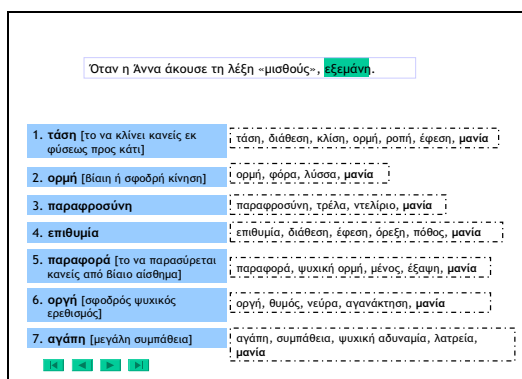 Όταν η Άννα άκουσε τη λέξη «μισθούς», εξεμάνη.
1. τάση [το να κλίνει κανείς εκ
φύσεως προς κάτι]
τάση, διάθεση, κλίση, ορμή, ροπή, έφεση, μανία
2. ορμή [βίαιη ή σφοδρή κίνηση]
ορμή, φόρα, λύσσα, μανία
3. παραφροσύνη
παραφροσύνη, τρέλα, ντελίριο, μανία
4. επιθυμία
επιθυμία, διάθεση, έφεση, όρεξη, πόθος, μανία
5. παραφορά [το να παρασύρεται
κανείς από βίαιο αίσθημα]
παραφορά, ψυχική ορμή, μένος, έξαψη, μανία
6. οργή [σφοδρός ψυχικός
ερεθισμός]
οργή, θυμός, νεύρα, αγανάκτηση, μανία
7. αγάπη [μεγάλη συμπάθεια]
αγάπη, συμπάθεια, ψυχική αδυναμία, λατρεία,
μανία